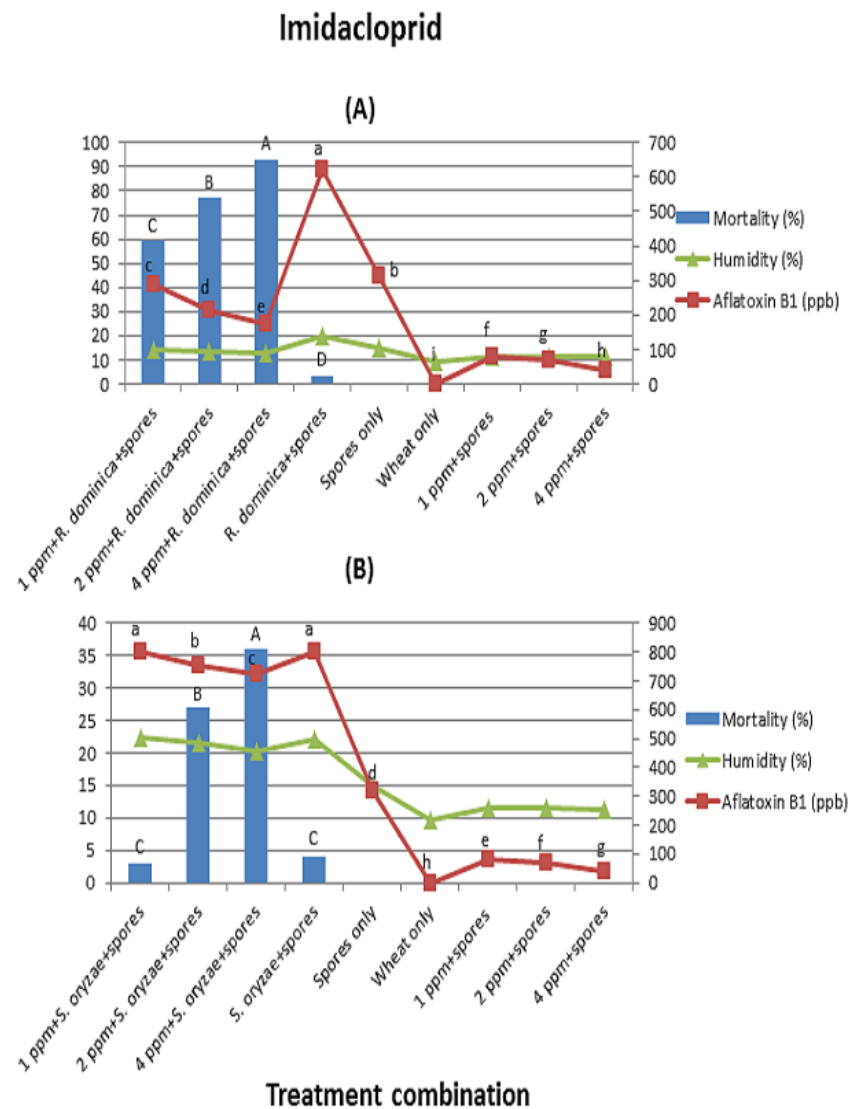 Imidacloprid
(A)
100
90
80
70
60
50
40
30
20
10
0
700
600
500
400
300
200
100
0
C
B
A
D
c
d
e
a
b
i
f
g
h
Mortality (%)
Humidity (%)
Aflatoxin B1 (ppb)
1 ppm+R. dominica+spores
2 ppm+R. dominica+spores
4 ppm+R. dominica+spores
R. dominica+spores
Spores only
Wheat only
1 ppm+spores
2 ppm+spores
4 ppm+spores
(B)
40
35
30
25
20
15
10
5
0
900
800
700
600
500
400
300
200
100
0
C
B
A
C
a
b
c
a
d
h
e
f
g
Mortality (%)
Humidity (%)
Aflatoxin B1 (ppb)
1 ppm+S. oryzae+spores
2 ppm+S. oryzae+spores
4 ppm+S. oryzae+spores
S. oryzae+spores
Spores only
Wheat only
1 ppm+spores
2 ppm+spores
4 ppm+spores
Treatment combination